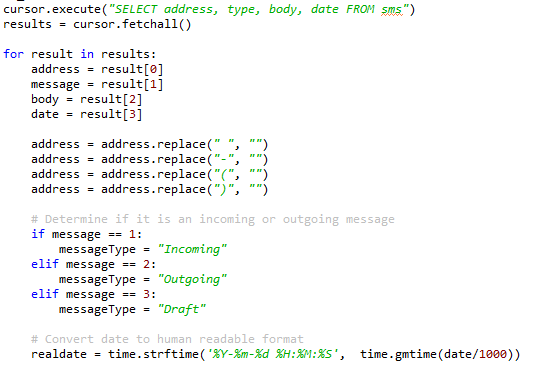 cursor.execute("SELECT address, type, body, date FROM sms")
results = cursor.fetchall()
for result in results:
    address = result[0]
    message = result[1]
    body = result[2]
    date = result[3]
    address = address.replace(" ", "")
    address = address.replace("-", "")
    address = address.replace("(", "")
    address = address.replace(")", "")
    # Determine if it is an incoming or outgoing message
    if message == 1:
        messageType = "Incoming"
    elif message == 2:
        messageType = "Outgoing"
    elif message == 3:
        messageType = "Draft"
    # Convert date to human readable format
    realdate = time.strftime('%Y-%m-%d %H:%M:%S',  time.gmtime(date/1000))